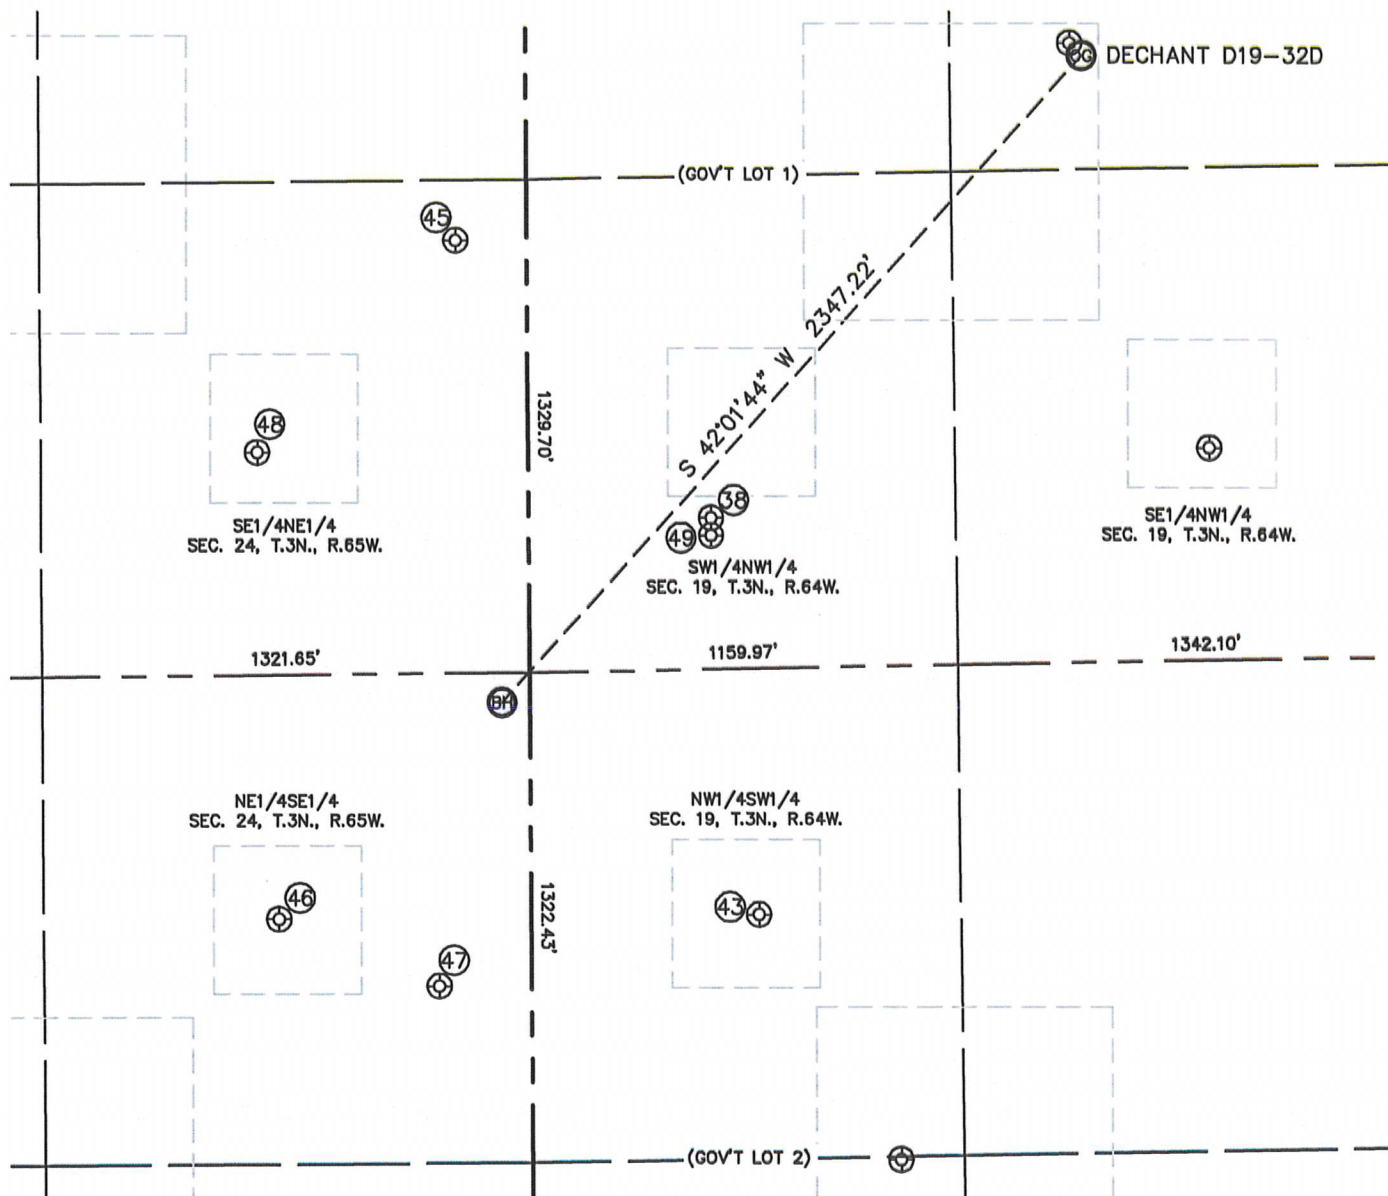 DECHANT D19-32D
(GOV'T LOT 1)
45
S 42°01'44" W 2347.22'
1329.70'
48
SE1/4NE1/4
SEC. 24, T.3N., R.65W.
38
49
SW1/4NW1/4
SEC. 19, T.3N., R.64W.
SE1/4NW1/4
SEC. 19, T.3N., R.64W.
1321.65'
1159.97'
1342.10'
BH
NE1/4SE1/4
SEC. 24, T.3N., R.65W.
NW1/4SW1/4
SEC. 19, T.3N., R.64W.
46
43
1322.43'
47
(GOV'T LOT 2)